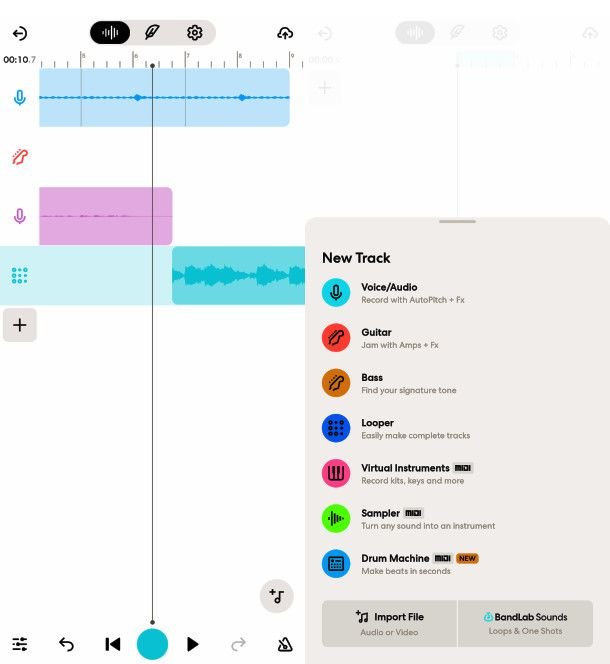 00:10.7
5
6
7
8
9
New Track
Voice/Audio
Record with AutoPitch + Fx
Guitar
Jam with Amps + Fx
Bass
Find your signature tone
Looper
Easily make complete tracks
Virtual Instruments MIDI
Record kits, keys and more
Sampler MIDI
Turn any sound into an instrument
Drum Machine MIDI NEW
Make beats in seconds
Import File
Audio or Video
BandLab Sounds
Loops & One Shots